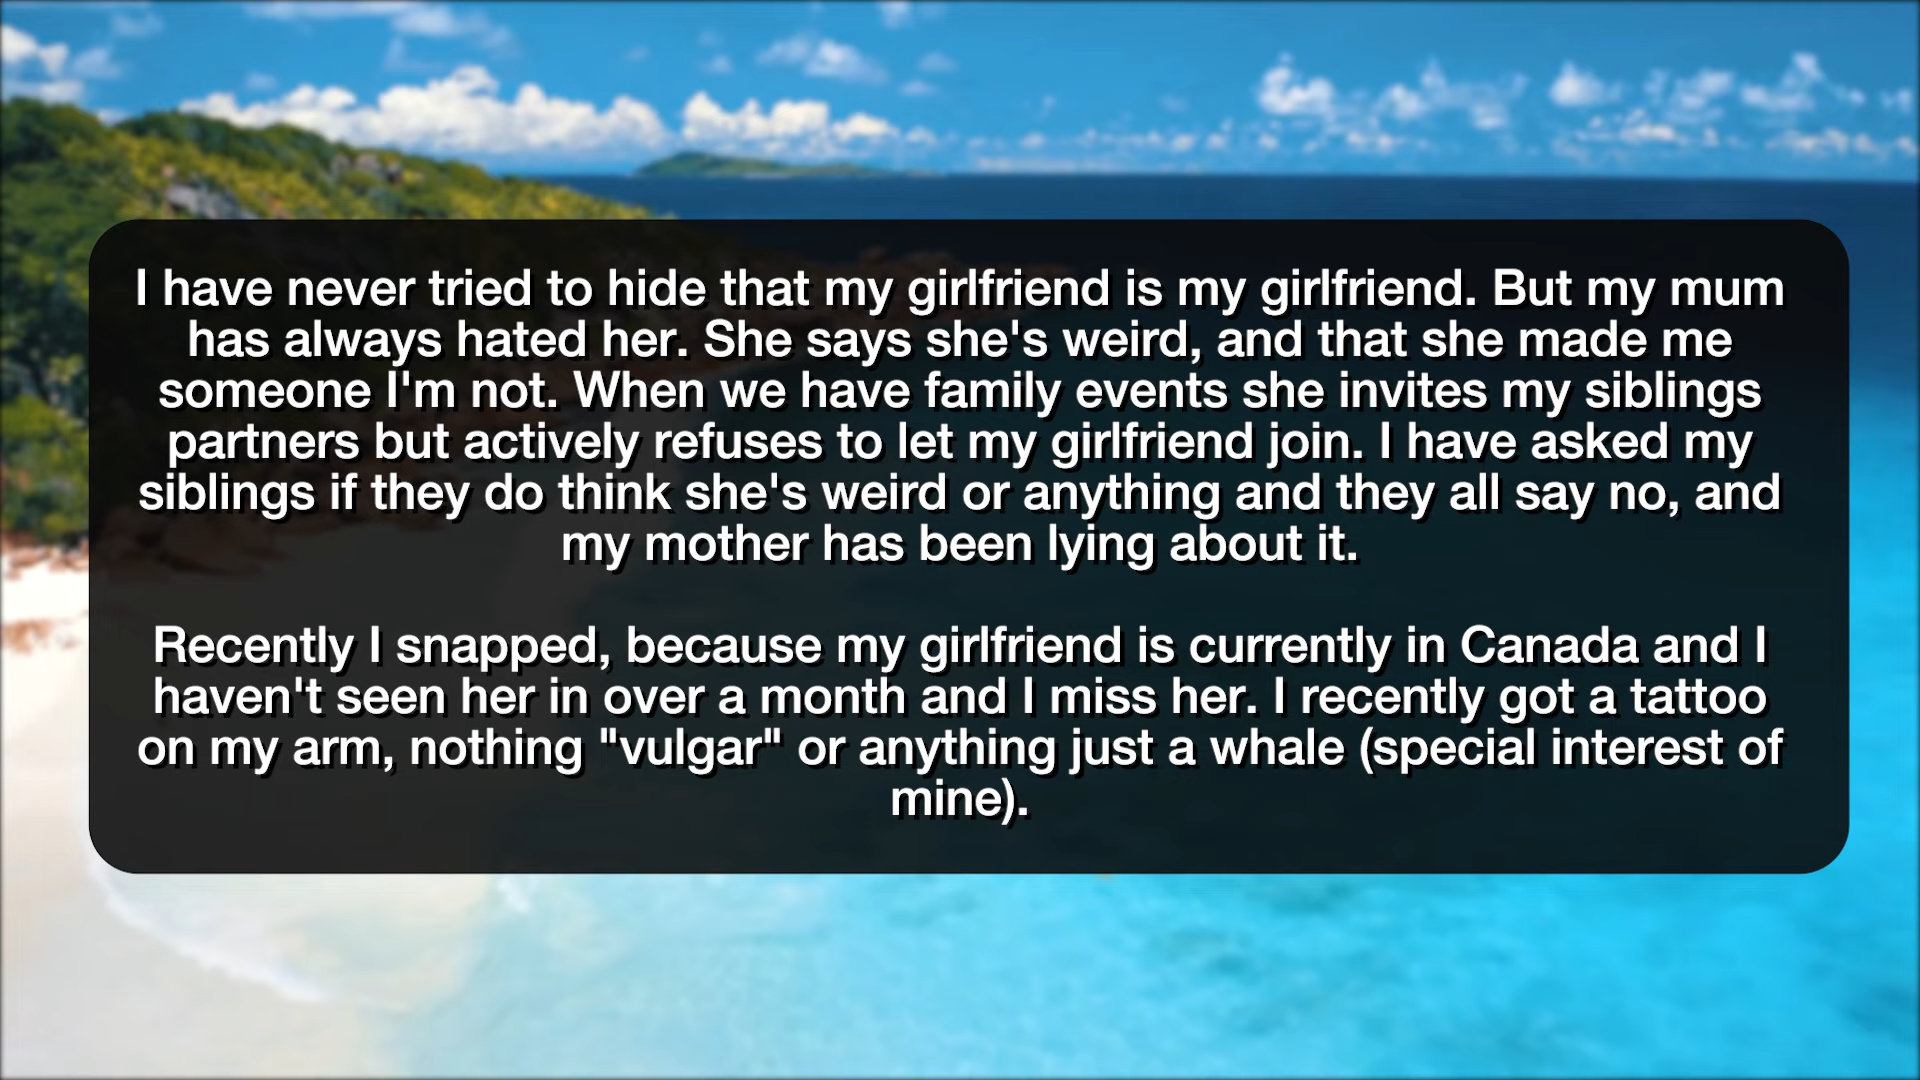 I have never tried to hide that my girlfriend is my girlfriend. But my mum
has always hated her. She says she's weird, and that she made me
someone I'm not. When we have family events she invites my siblings
partners but actively refuses to let my girlfriend join. I have asked my
siblings if they do think she's weird or anything and they all say no, and
my mother has been lying about it.
Recently I snapped, because my girlfriend is currently in Canada and I
haven't seen her in over a month and I miss her. I recently got a tattoo
on my arm, nothing "vulgar" or anything just a whale (special interest of
mine).